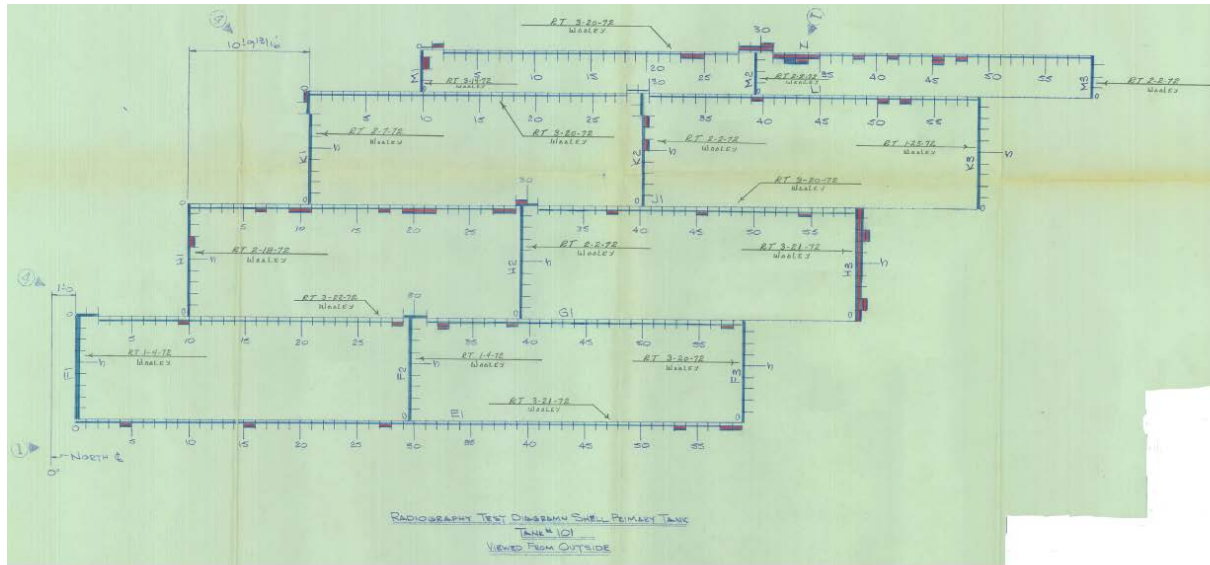 RT 3-20-72
WOOLEY
30
Z
0
5
10
15
20
25
35
45
50
55
M1
M3
RT 3-14-72
WOOLEY
RT 2-2-72
WOOLEY
RT 2-2-72
WOOLEY
L
0
5
10
15
20
25
30
35
40
45
50
55
RT 2-7-72
WOOLEY
RT 3-20-72
WOOLEY
RT 2-2-72
WOOLEY
RT 1-25-72
WOOLEY
K1
K2
K3
RT 3-20-72
WOOLEY
J1
0
5
10
15
20
25
30
35
40
45
50
55
RT 2-18-72
WOOLEY
RT 2-2-72
WOOLEY
RT 3-21-72
WOOLEY
H1
H2
H3
4
1'-0
RT 3-22-72
WOOLEY
G1
0
5
10
15
20
25
30
35
40
45
50
55
RT 1-4-72
WOOLEY
RT 1-4-72
WOOLEY
RT 3-20-72
WOOLEY
F1
F2
F3
RT 3-21-72
WOOLEY
0
5
10
15
20
25
30
35
40
45
50
55
1
NORTH ℄
0°
RADIOGRAPHY TEST DIAGRAM SHELL PRIMARY TANK
TANK # 101
VIEWED FROM OUTSIDE